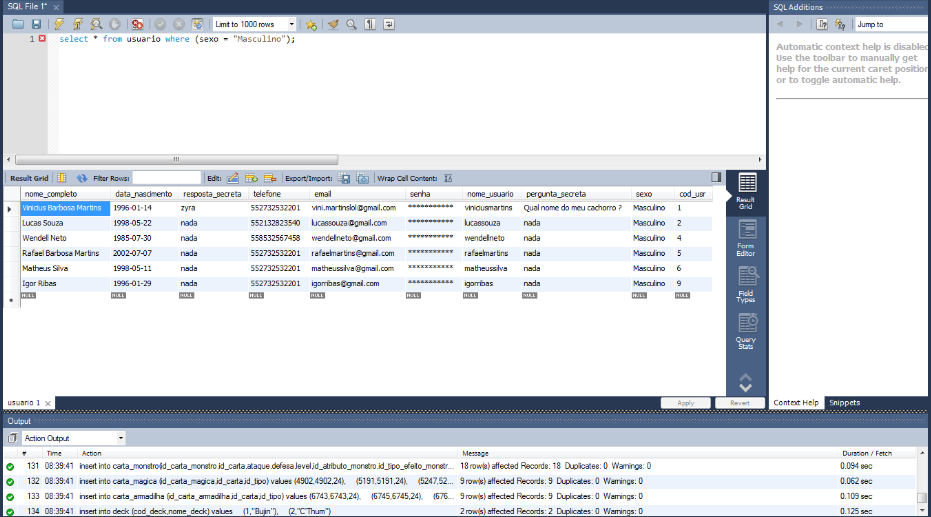 SQL File 1*
SQL Additions
Limit to 1000 rows
Jump to
1 select * from usuario where (sexo = "Masculino");
Automatic context help is disabled.
Use the toolbar to manually get
help for the current caret position
or to toggle automatic help.
Result Grid Filter Rows: Edit: Export/Import: Wrap Cell Content:
nome_completo data_nascimento resposta_secreta telefone email senha nome_usuario pergunta_secreta sexo cod_usr
Vinicius Barbosa Martins 1996-01-14 zyra 552732532201 vini.martinslol@gmail.com *********** viniciusmartins Qual nome do meu cachorro ? Masculino 1
Lucas Souza 1998-05-22 nada 512132823540 lucassouza@gmail.com *********** lucassouza nada Masculino 2
Wendell Neto 1985-07-30 nada 558532567458 wendellneto@gmail.com *********** wendellneto nada Masculino 4
Rafael Barbosa Martins 2002-07-07 nada 552732532201 rafaelmartins@gmail.com *********** rafaelmartins nada Masculino 5
Matheus Silva 1998-05-11 nada 552732532201 matheussilva@gmail.com *********** matheussilva nada Masculino 6
Igor Ribas 1996-01-29 nada 552732532201 igorribas@gmail.com *********** igorribas nada Masculino 9
NULL NULL NULL NULL NULL NULL NULL NULL NULL NULL
Result
Grid
Form
Editor
Field
Types
Query
Stats
usuario 1
Apply Revert
Context Help Snippets
Output
Action Output
# Time Action Message Duration / Fetch
131 08:39:41 insert into carta_monstro(id_carta_monstro,id_carta,ataque,defesa,level,id_atributo_monstro,id_tipo_efeito_monstr... 18 row(s) affected Records: 18 Duplicates: 0 Warnings: 0 0.094 sec
132 08:39:41 insert into carta_magica (id_carta_magica,id_carta,id_tipo) values (4902,4902,24), (5191,5191,24), (5247,52... 9 row(s) affected Records: 9 Duplicates: 0 Warnings: 0 0.062 sec
133 08:39:41 insert into carta_armadilha (id_carta_armadilha,id_carta,id_tipo) values (6743,6743,24), (6745,6745,24), (676... 9 row(s) affected Records: 9 Duplicates: 0 Warnings: 0 0.109 sec
134 08:39:41 insert into deck (cod_deck,nome_deck) values (1,"Bujin"), (2,"C'Thum") 2 row(s) affected Records: 2 Duplicates: 0 Warnings: 0 0.125 sec